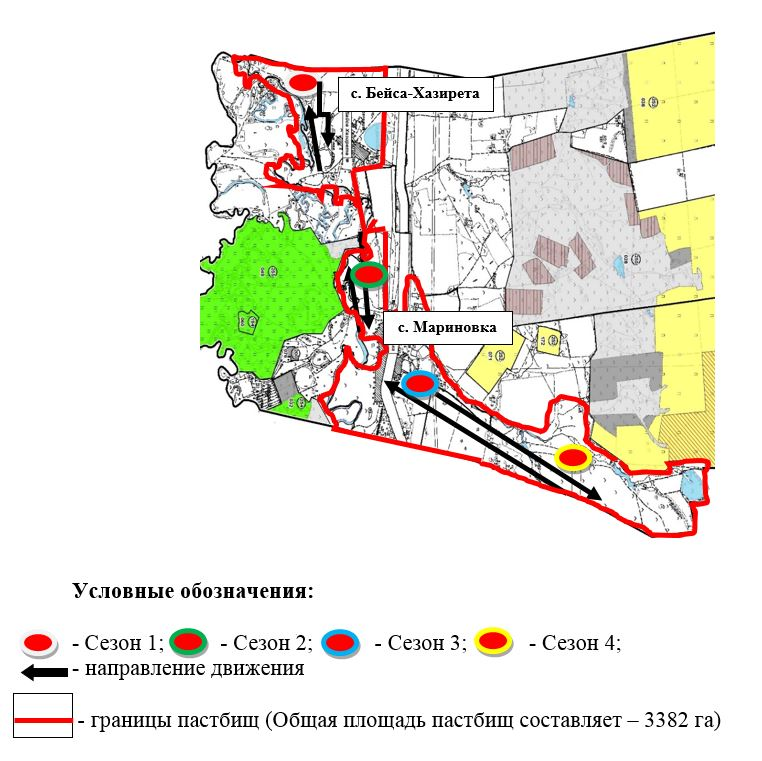 с. Бейса-Хазирета
с. Мариновка
Условные обозначения:
- Сезон 1; - Сезон 2; - Сезон 3; - Сезон 4;
- направление движения
- границы пастбищ (Общая площадь пастбищ составляет – 3382 га)